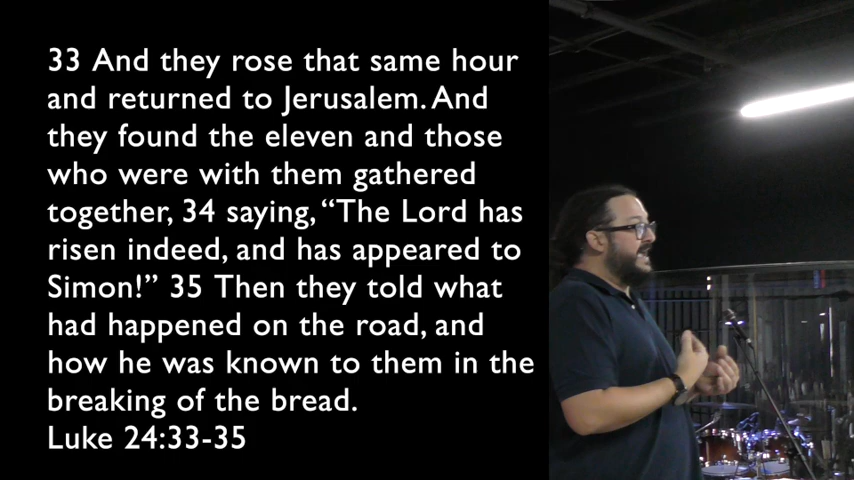 33 And they rose that same hour
and returned to Jerusalem. And
they found the eleven and those
who were with them gathered
together, 34 saying, “The Lord has
risen indeed, and has appeared to
Simon!” 35 Then they told what
had happened on the road, and
how he was known to them in the
breaking of the bread.
Luke 24:33-35